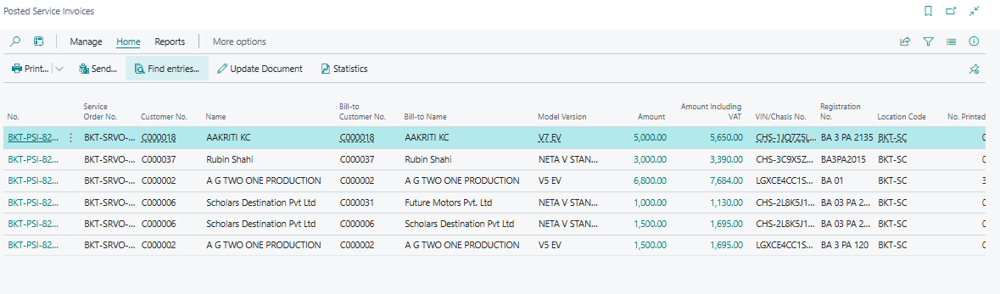 Posted Service Invoices
Manage Home Reports More options
Print... Send... Find entries... Update Document Statistics
No. Service Order No. Customer No. Name Bill-to Customer No. Bill-to Name Model Version Amount Amount Including VAT VIN/Chasis No. Registration No. Location Code No. Printed
BKT-PSI-82... BKT-SRVO-... C000018 AAKRITI KC C000018 AAKRITI KC V7 EV 5,000.00 5,650.00 CHS-1JQ7Z5L... BA 3 PA 2135 BKT-SC 0
BKT-PSI-82... BKT-SRVO-... C000037 Rubin Shahi C000037 Rubin Shahi NETA V STAN... 3,000.00 3,390.00 CHS-3C9X5Z... BA3PA2015 BKT-SC 0
BKT-PSI-82... BKT-SRVO-... C000002 A G TWO ONE PRODUCTION C000002 A G TWO ONE PRODUCTION V5 EV 6,800.00 7,684.00 LGXCE4CC1S... BA 01 BKT-SC 3
BKT-PSI-82... BKT-SRVO-... C000006 Scholars Destination Pvt Ltd C000031 Future Motors Pvt. Ltd NETA V STAN... 1,000.00 1,130.00 CHS-2L8K5J1... BA 03 PA 2... BKT-SC 0
BKT-PSI-82... BKT-SRVO-... C000006 Scholars Destination Pvt Ltd C000006 Scholars Destination Pvt Ltd NETA V STAN... 1,500.00 1,695.00 CHS-2L8K5J1... BA 03 PA 2... BKT-SC 0
BKT-PSI-82... BKT-SRVO-... C000002 A G TWO ONE PRODUCTION C000002 A G TWO ONE PRODUCTION V5 EV 1,500.00 1,695.00 LGXCE4CC1S... BA 3 PA 120 BKT-SC 0